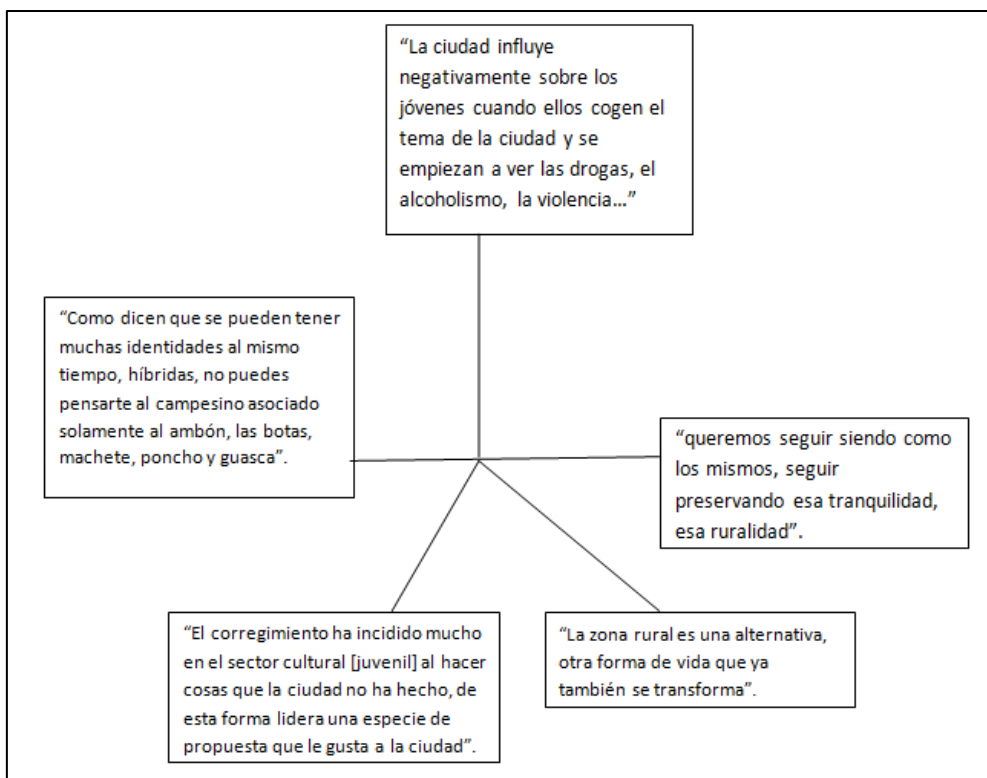 “La ciudad influye
negativamente sobre los
jóvenes cuando ellos cogen el
tema de la ciudad y se
empiezan a ver las drogas, el
alcoholismo, la violencia…”
“Como dicen que se pueden tener
muchas identidades al mismo
tiempo, híbridas, no puedes
pensarte al campesino asociado
solamente al ambón, las botas,
machete, poncho y guasca”.
“queremos seguir siendo como
los mismos, seguir
preservando esa tranquilidad,
esa ruralidad”.
“El corregimiento ha incidido mucho
en el sector cultural [juvenil] al hacer
cosas que la ciudad no ha hecho, de
esta forma lidera una especie de
propuesta que le gusta a la ciudad”.
“La zona rural es una alternativa,
otra forma de vida que ya
también se transforma”.